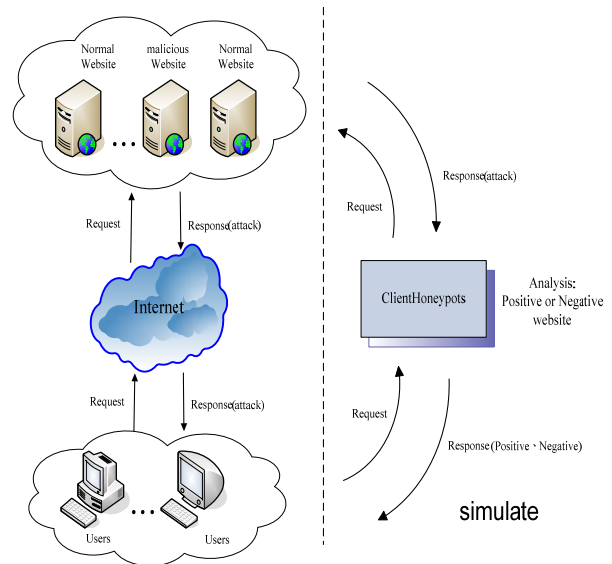 Normal
Website
malicious
Website
Normal
Website
...
Request
Response(attack)
Internet
Request
Response(attack)
...
Users
Users
Response(attack)
Request
ClientHoneypots
Analysis:
Positive or Negative
website
Request
Response(Positive、Negative)
simulate